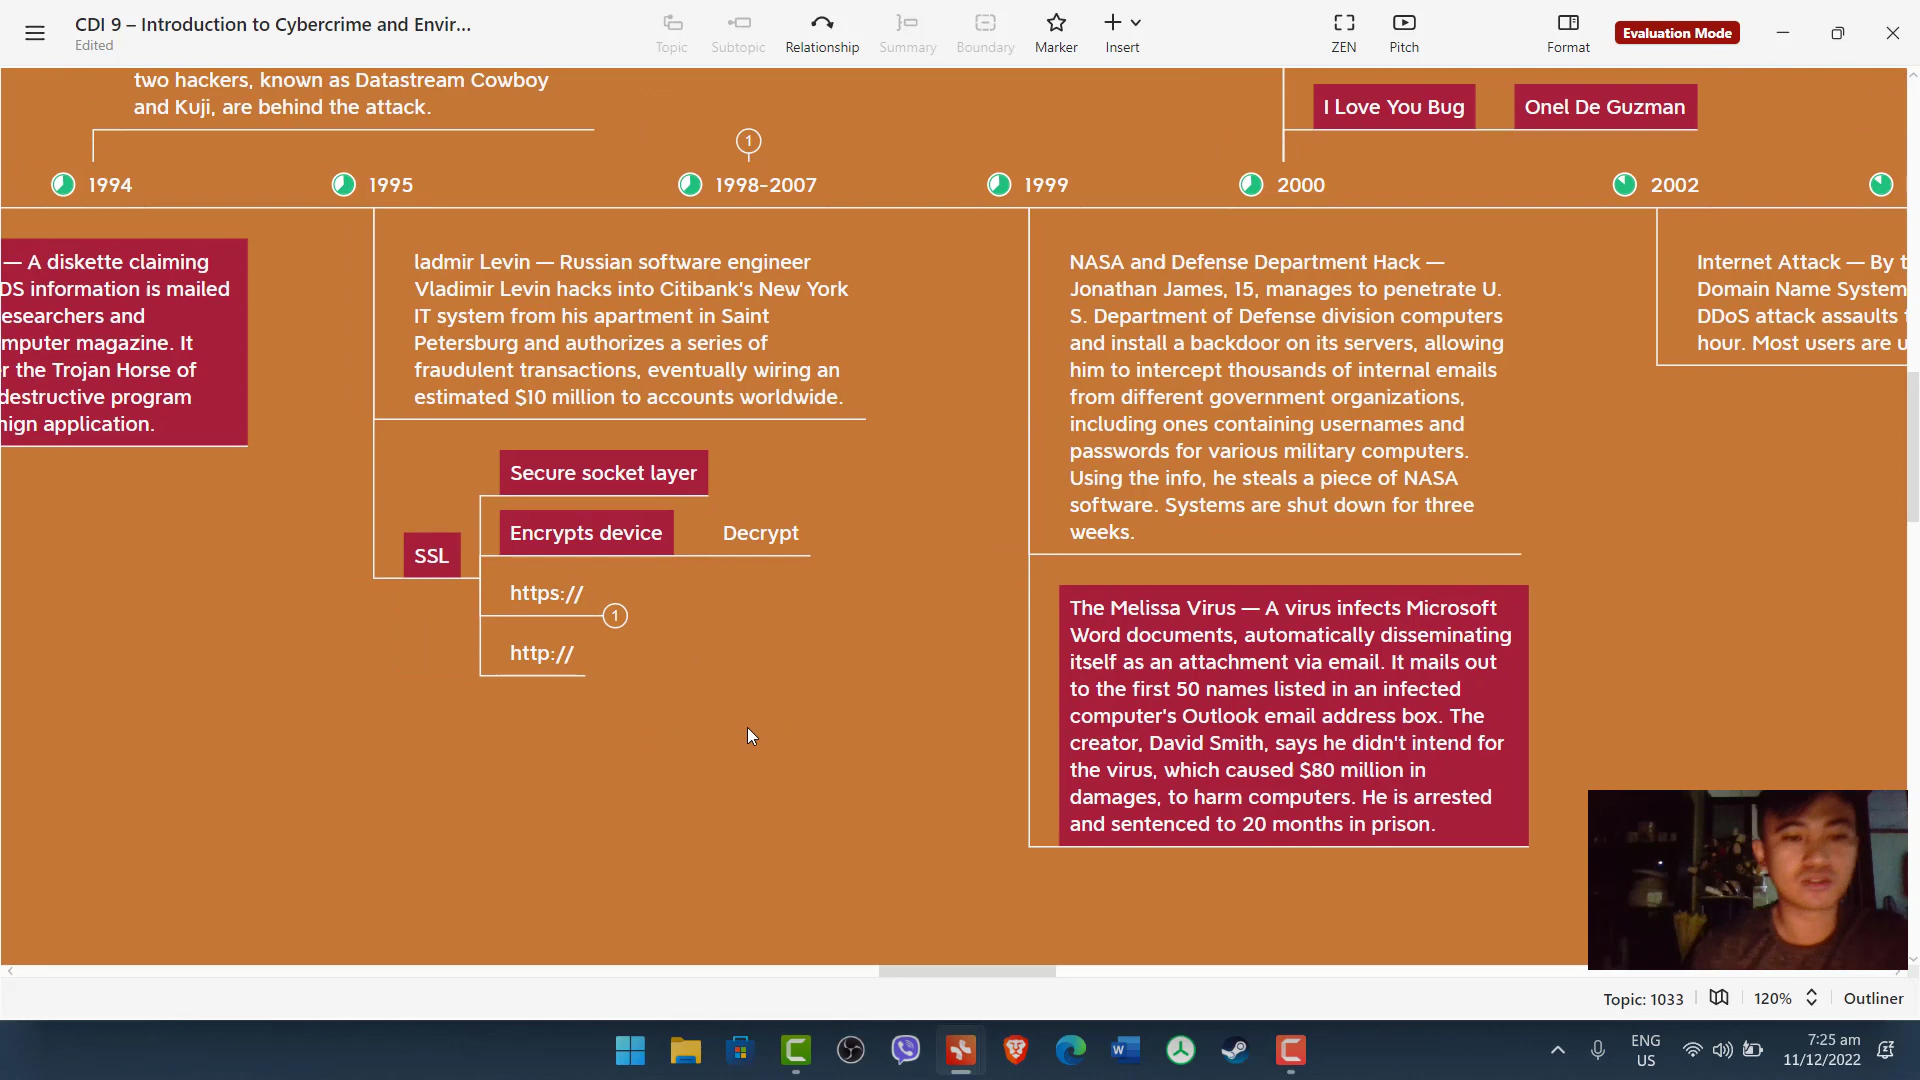 CDI 9 – Introduction to Cybercrime and Envir...
Edited
Topic
Subtopic
Relationship
Summary
Boundary
Marker
Insert
ZEN
Pitch
Format
Evaluation Mode
two hackers, known as Datastream Cowboy
and Kuji, are behind the attack.
I Love You Bug
Onel De Guzman
1
1994
1995
1998-2007
1999
2000
2002
— A diskette claiming
DS information is mailed
esearchers and
mputer magazine. It
r the Trojan Horse of
destructive program
nign application.
ladmir Levin — Russian software engineer
Vladimir Levin hacks into Citibank's New York
IT system from his apartment in Saint
Petersburg and authorizes a series of
fraudulent transactions, eventually wiring an
estimated $10 million to accounts worldwide.
SSL
Secure socket layer
Encrypts device
Decrypt
https://
1
http://
NASA and Defense Department Hack —
Jonathan James, 15, manages to penetrate U.
S. Department of Defense division computers
and install a backdoor on its servers, allowing
him to intercept thousands of internal emails
from different government organizations,
including ones containing usernames and
passwords for various military computers.
Using the info, he steals a piece of NASA
software. Systems are shut down for three
weeks.
The Melissa Virus — A virus infects Microsoft
Word documents, automatically disseminating
itself as an attachment via email. It mails out
to the first 50 names listed in an infected
computer's Outlook email address box. The
creator, David Smith, says he didn't intend for
the virus, which caused $80 million in
damages, to harm computers. He is arrested
and sentenced to 20 months in prison.
Internet Attack — By t
Domain Name System
DDoS attack assaults
hour. Most users are u
Topic: 1033
120%
Outliner
ENG
US
7:25 am
11/12/2022